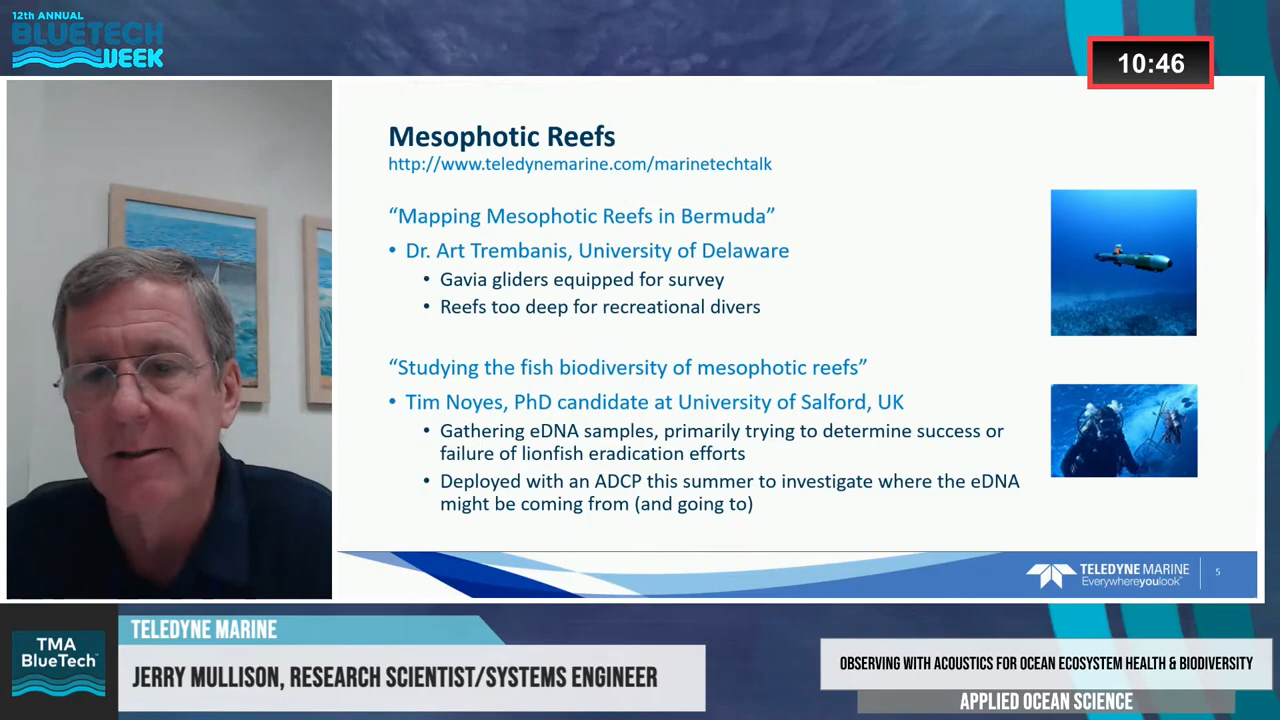 12th ANNUAL
BLUETECH
WEEK
10:46
Mesophotic Reefs
http://www.teledynemarine.com/marinetechtalk
“Mapping Mesophotic Reefs in Bermuda”
• Dr. Art Trembanis, University of Delaware
• Gavia gliders equipped for survey
• Reefs too deep for recreational divers
“Studying the fish biodiversity of mesophotic reefs”
• Tim Noyes, PhD candidate at University of Salford, UK
• Gathering eDNA samples, primarily trying to determine success or
failure of lionfish eradication efforts
• Deployed with an ADCP this summer to investigate where the eDNA
might be coming from (and going to)
TELEDYNE MARINE
Everywhereyoulook™
5
TMA
BlueTech™
TELEDYNE MARINE
JERRY MULLISON, RESEARCH SCIENTIST/SYSTEMS ENGINEER
OBSERVING WITH ACOUSTICS FOR OCEAN ECOSYSTEM HEALTH & BIODIVERSITY
APPLIED OCEAN SCIENCE